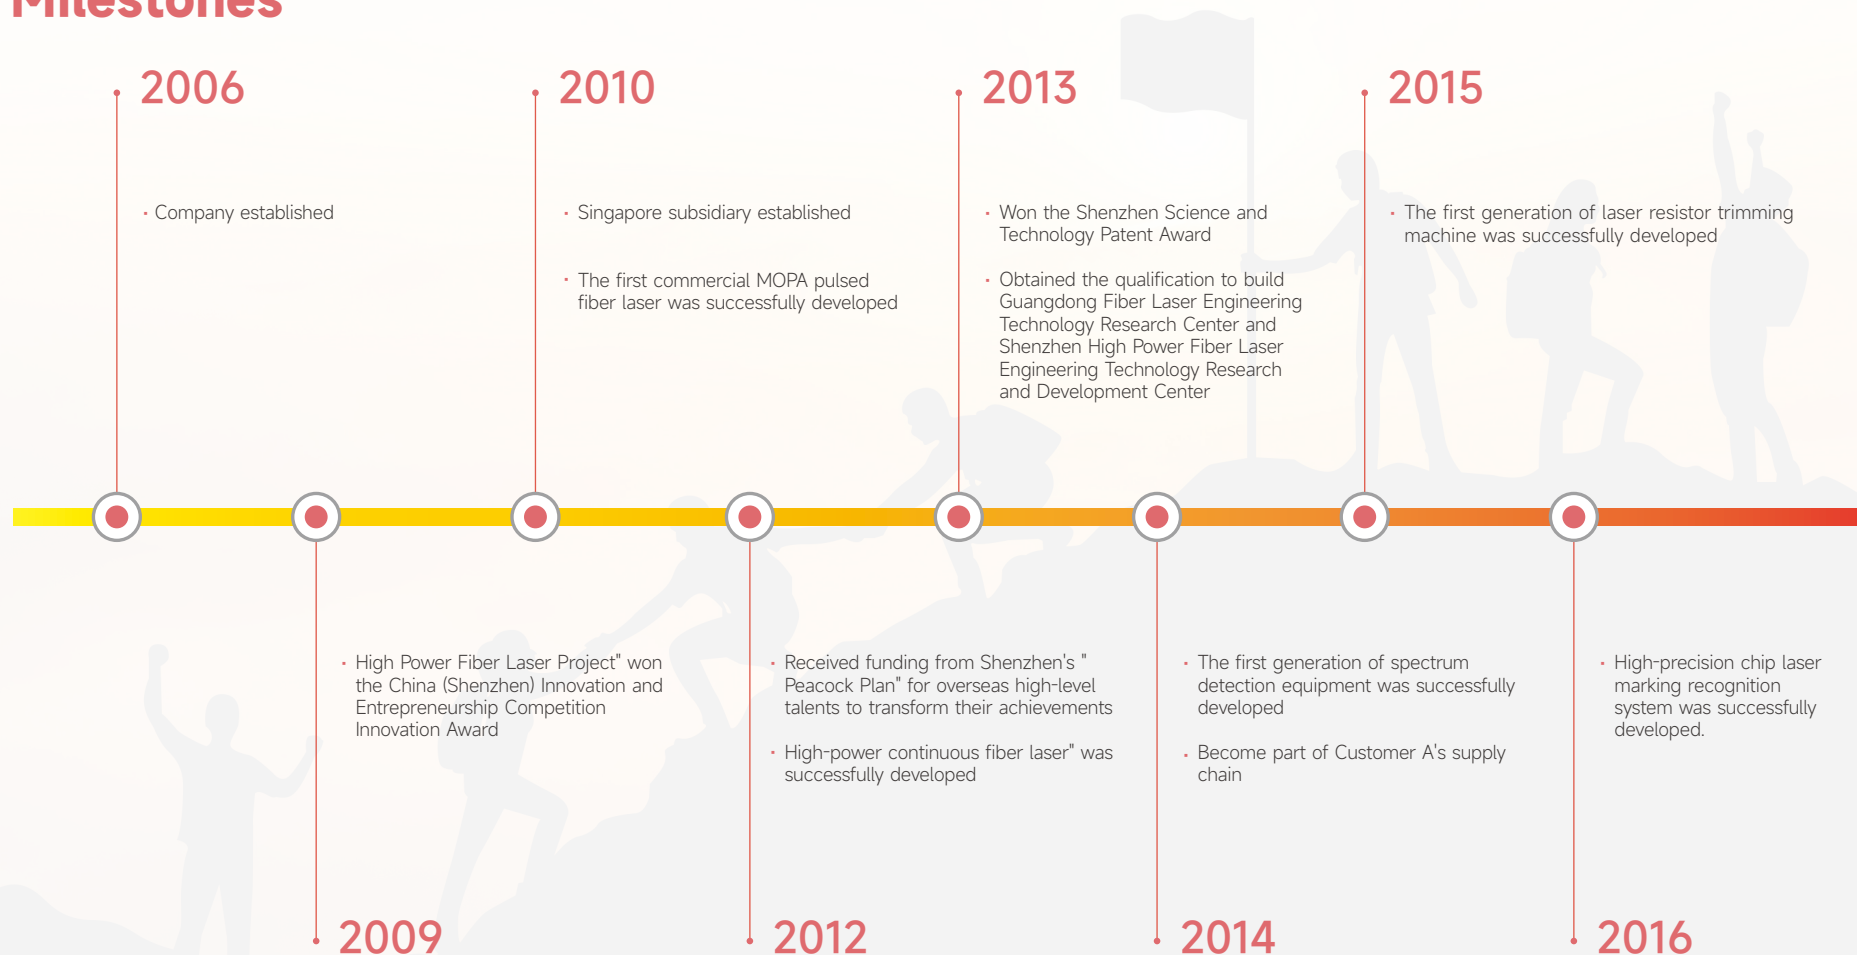 Milestones
2006
· Company established
2010
· Singapore subsidiary established
· The first commercial MOPA pulsed
fiber laser was successfully developed
2013
· Won the Shenzhen Science and
Technology Patent Award
· Obtained the qualification to build
Guangdong Fiber Laser Engineering
Technology Research Center and
Shenzhen High Power Fiber Laser
Engineering Technology Research
and Development Center
2015
· The first generation of laser resistor trimming
machine was successfully developed
· High Power Fiber Laser Project" won
the China (Shenzhen) Innovation and
Entrepreneurship Competition
Innovation Award
2009
· Received funding from Shenzhen's "
Peacock Plan" for overseas high-level
talents to transform their achievements
· High-power continuous fiber laser" was
successfully developed
2012
· The first generation of spectrum
detection equipment was successfully
developed
· Become part of Customer A's supply
chain
2014
· High-precision chip laser
marking recognition
system was successfully
developed.
2016